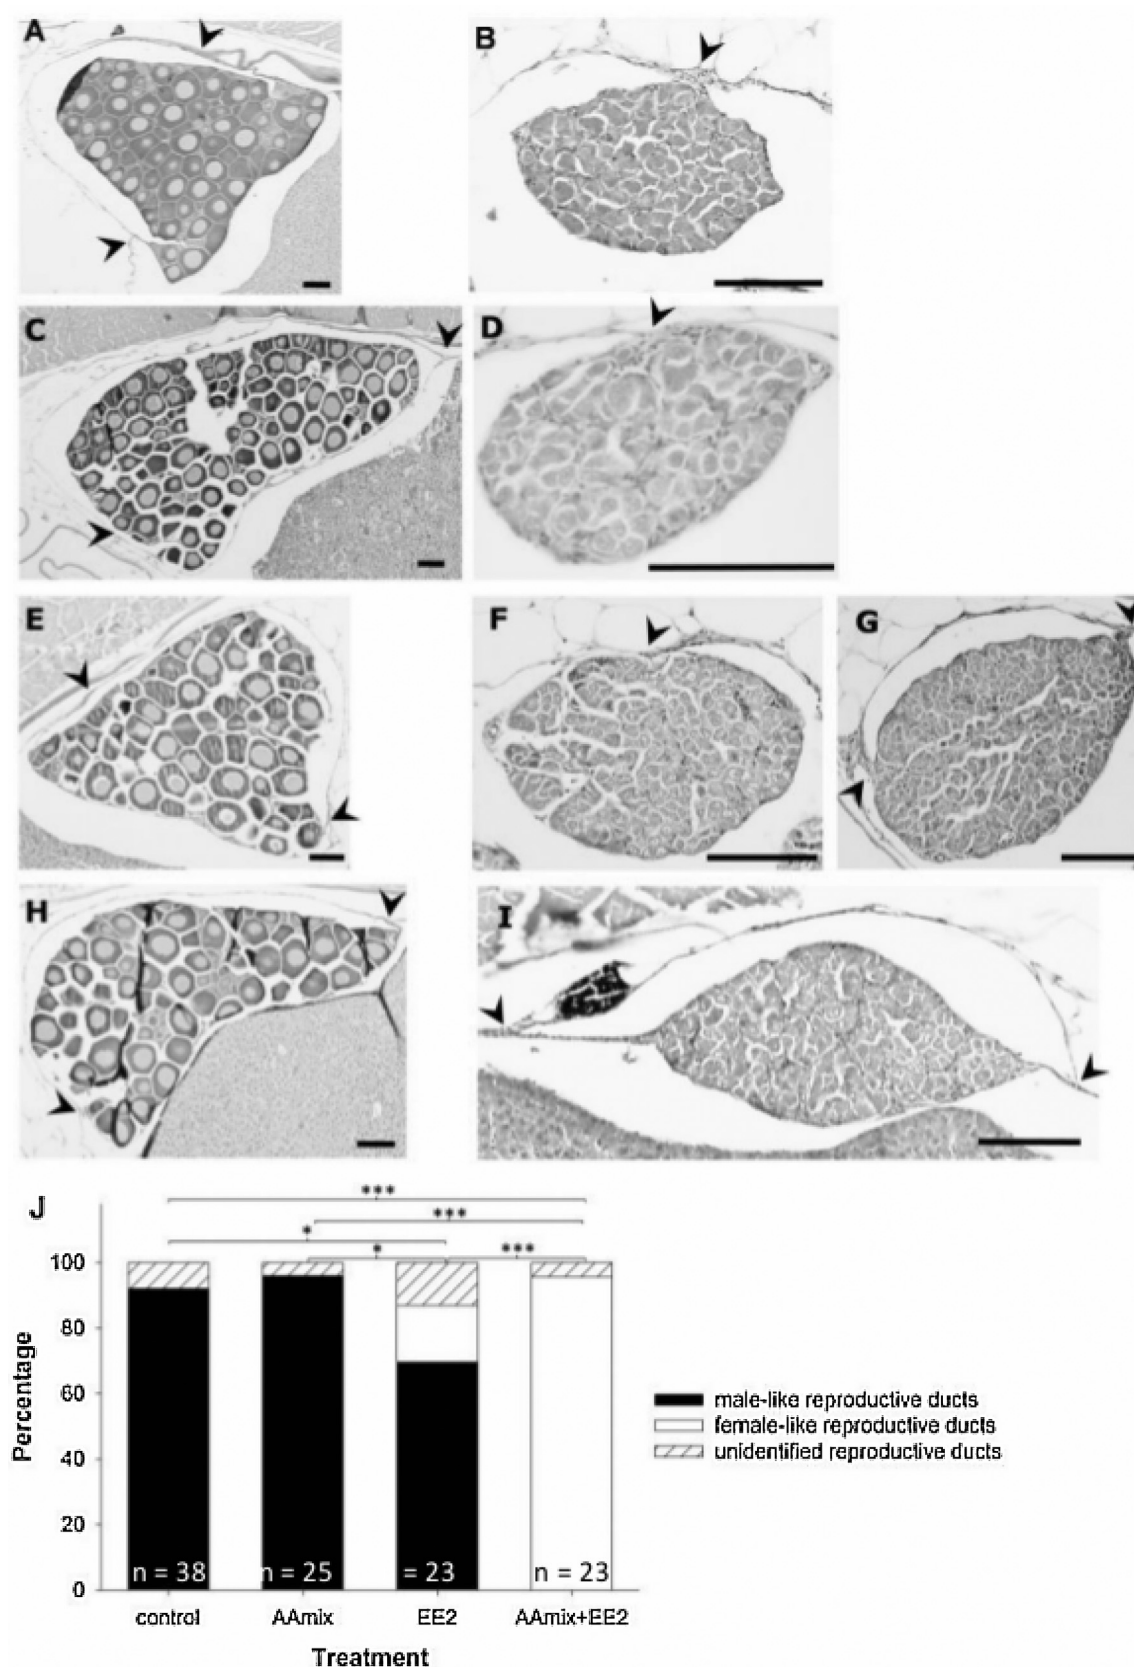 A
B
C
D
E
F
G
H
I
J
***
***
*
*
***
100
80
60
40
20
0
Percentage
n = 38
n = 25
= 23
n = 23
control
AAmix
EE2
AAmix+EE2
Treatment
male-like reproductive ducts
female-like reproductive ducts
unidentified reproductive ducts